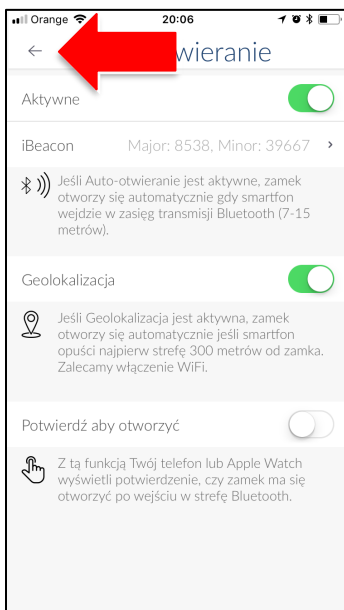 Orange 20:06
wieranie
Aktywne
iBeacon Major: 8538, Minor: 39667
Jeśli Auto-otwieranie jest aktywne, zamek
otworzy się automatycznie gdy smartfon
wejdzie w zasięg transmisji Bluetooth (7-15
metrów).
Geolokalizacja
Jeśli Geolokalizacja jest aktywna, zamek
otworzy się automatycznie jeśli smartfon
opuści najpierw strefę 300 metrów od zamka.
Zalecamy włączenie WiFi.
Potwierdź aby otworzyć
Z tą funkcją Twój telefon lub Apple Watch
wyświetli potwierdzenie, czy zamek ma się
otworzyć po wejściu w strefę Bluetooth.